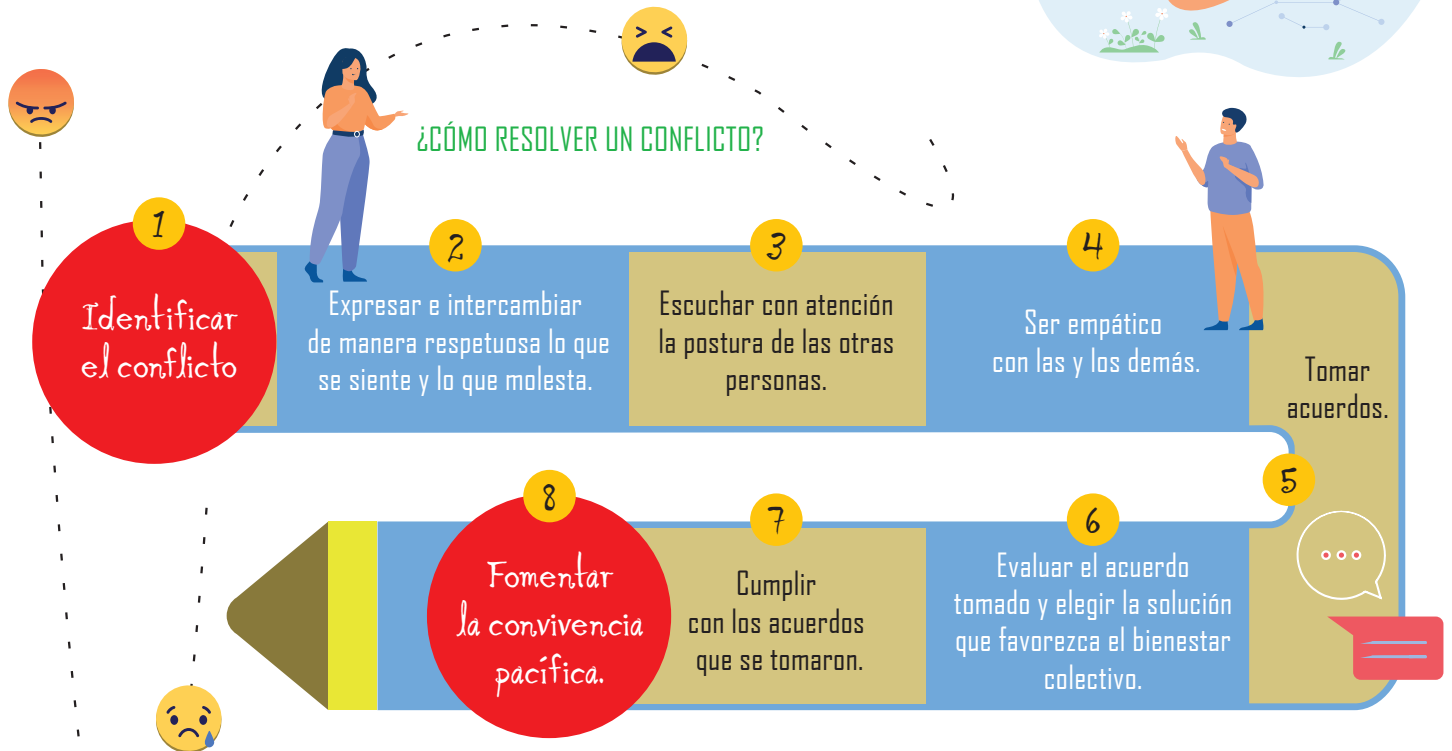 ¿CÓMO RESOLVER UN CONFLICTO?
1
Identificar
el conflicto
2
Expresar e intercambiar
de manera respetuosa lo que
se siente y lo que molesta.
3
Escuchar con atención
la postura de las otras
personas.
4
Ser empático
con las y los demás.
5
Tomar
acuerdos.
6
Evaluar el acuerdo
tomado y elegir la solución
que favorezca el bienestar
colectivo.
7
Cumplir
con los acuerdos
que se tomaron.
8
Fomentar
la convivencia
pacífica.